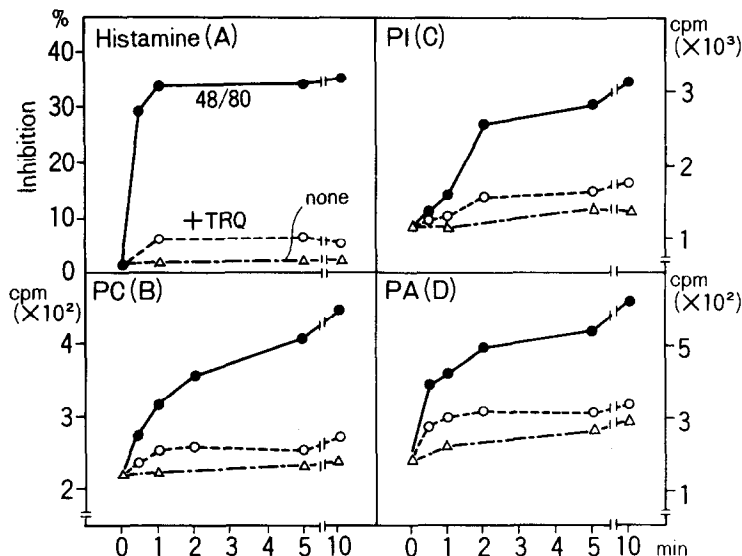 %
Histamine(A)
40
30
20
10
0
Inhibition
48/80
+TRQ
none
PI(C)
cpm
(×10³)
3
2
1
cpm
(×10²)
PC(B)
4
3
2
0 1 2 3 4 5 10
PA(D)
cpm
(×10²)
5
3
1
0 1 2 3 4 5 10 min